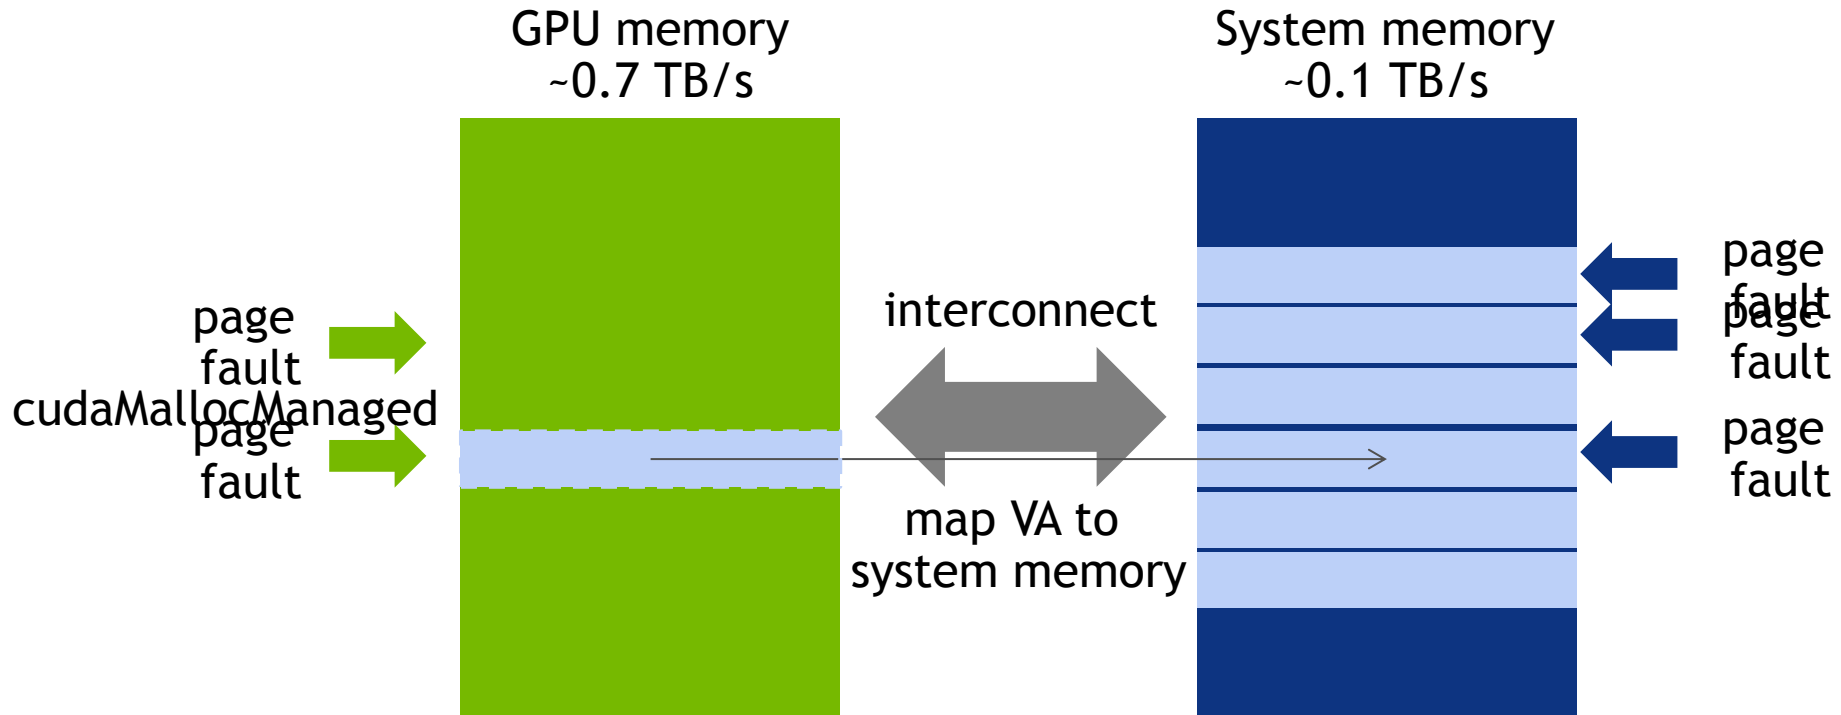 GPU memory
~0.7 TB/s
System memory
~0.1 TB/s
page
fault
cudaMallocManaged
page
fault
interconnect
map VA to
system memory
page
fault
page
fault
page
fault